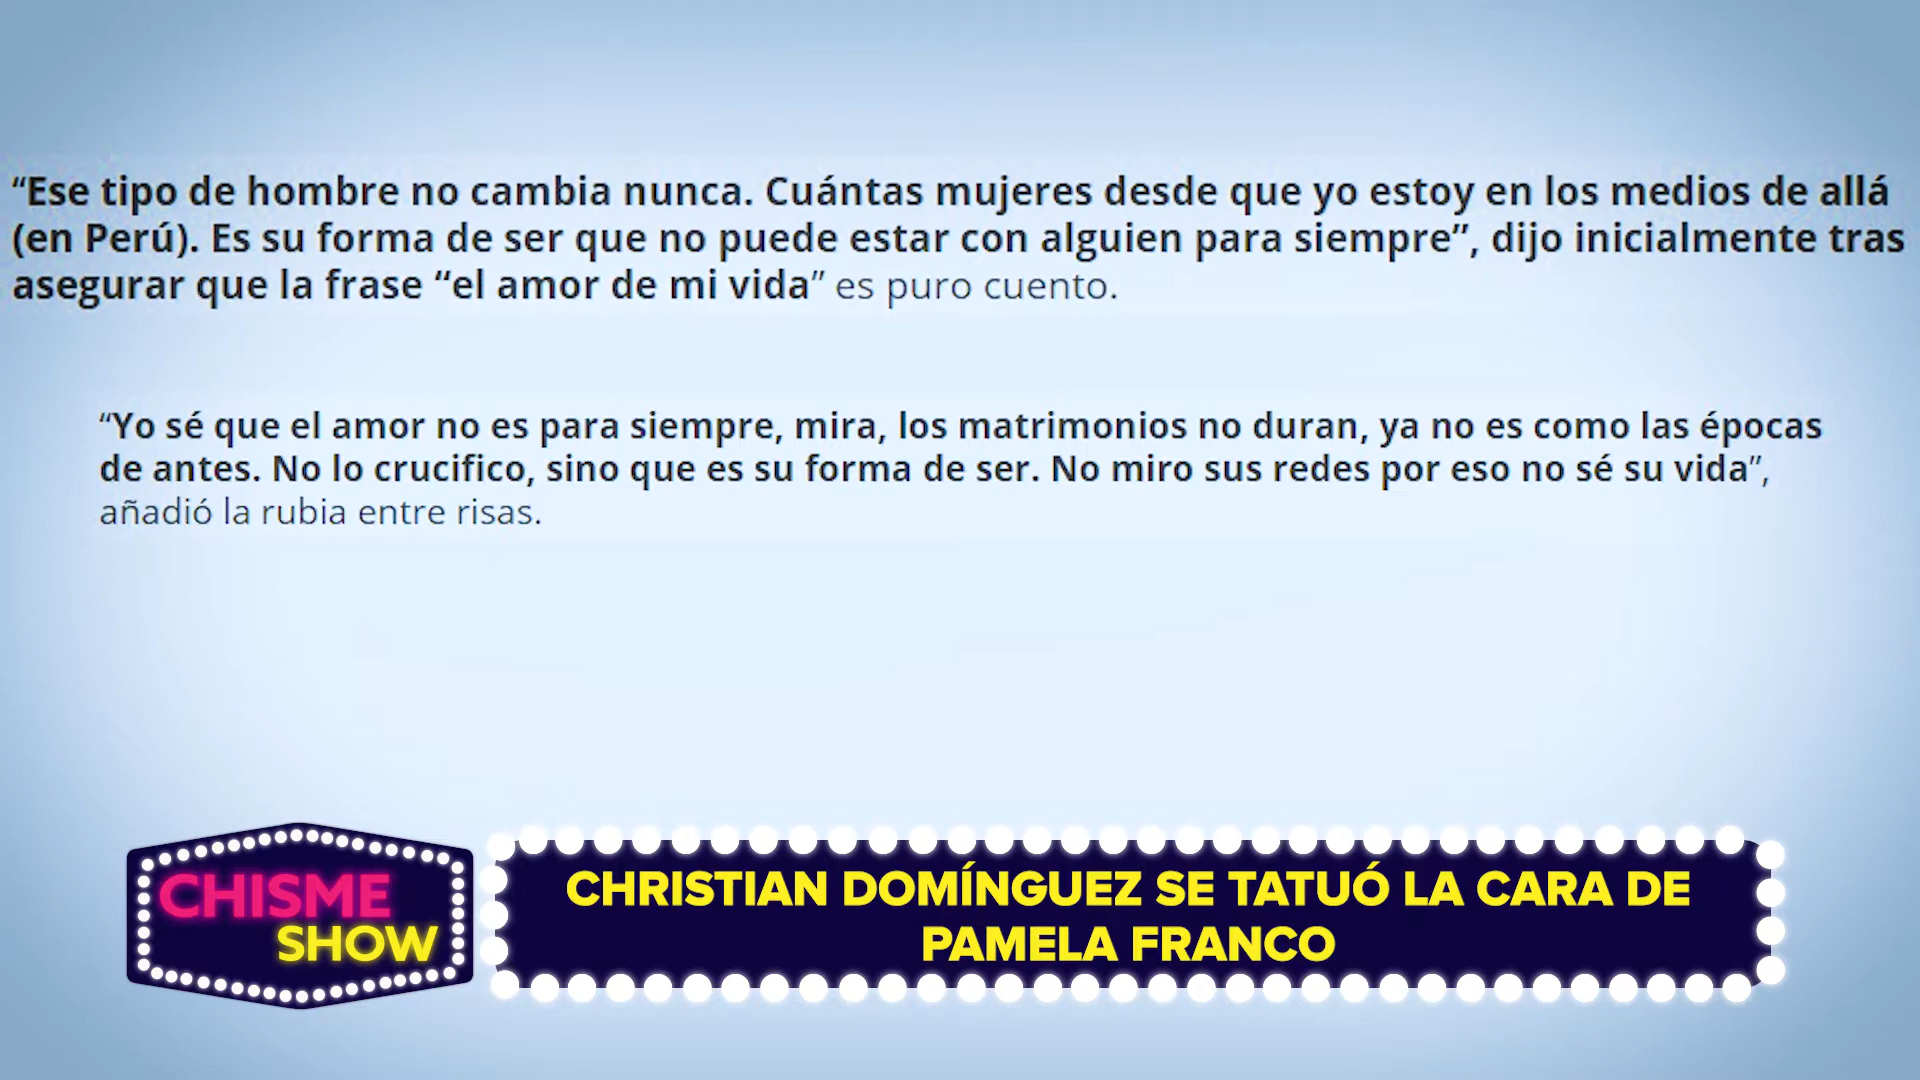 “Ese tipo de hombre no cambia nunca. Cuántas mujeres desde que yo estoy en los medios de allá
(en Perú). Es su forma de ser que no puede estar con alguien para siempre”, dijo inicialmente tras
asegurar que la frase “el amor de mi vida” es puro cuento.
“Yo sé que el amor no es para siempre, mira, los matrimonios no duran, ya no es como las épocas
de antes. No lo crucifico, sino que es su forma de ser. No miro sus redes por eso no sé su vida”,
añadió la rubia entre risas.
CHISME
SHOW
CHRISTIAN DOMÍNGUEZ SE TATUÓ LA CARA DE
PAMELA FRANCO